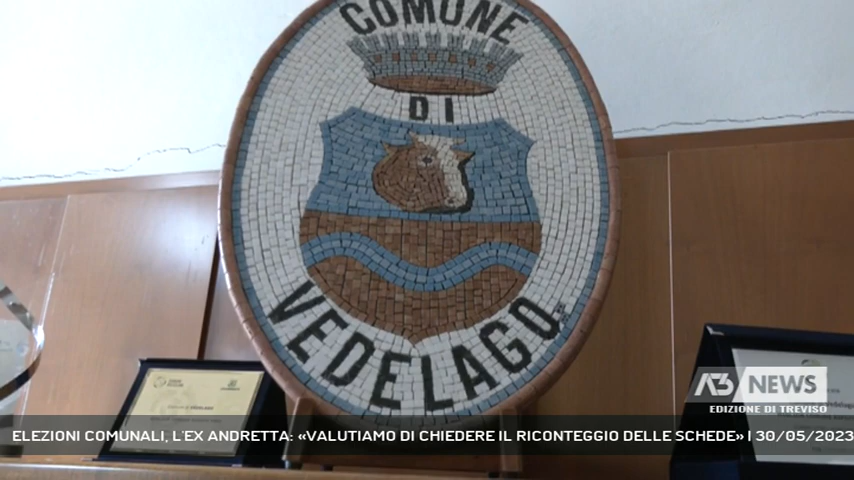 COMUNE
DI
VEDELAGO
A3 NEWS
EDIZIONE DI TREVISO
ELEZIONI COMUNALI, L'EX ANDRETTA: «VALUTIAMO DI CHIEDERE IL RICONTEGGIO DELLE SCHEDE» | 30/05/2023